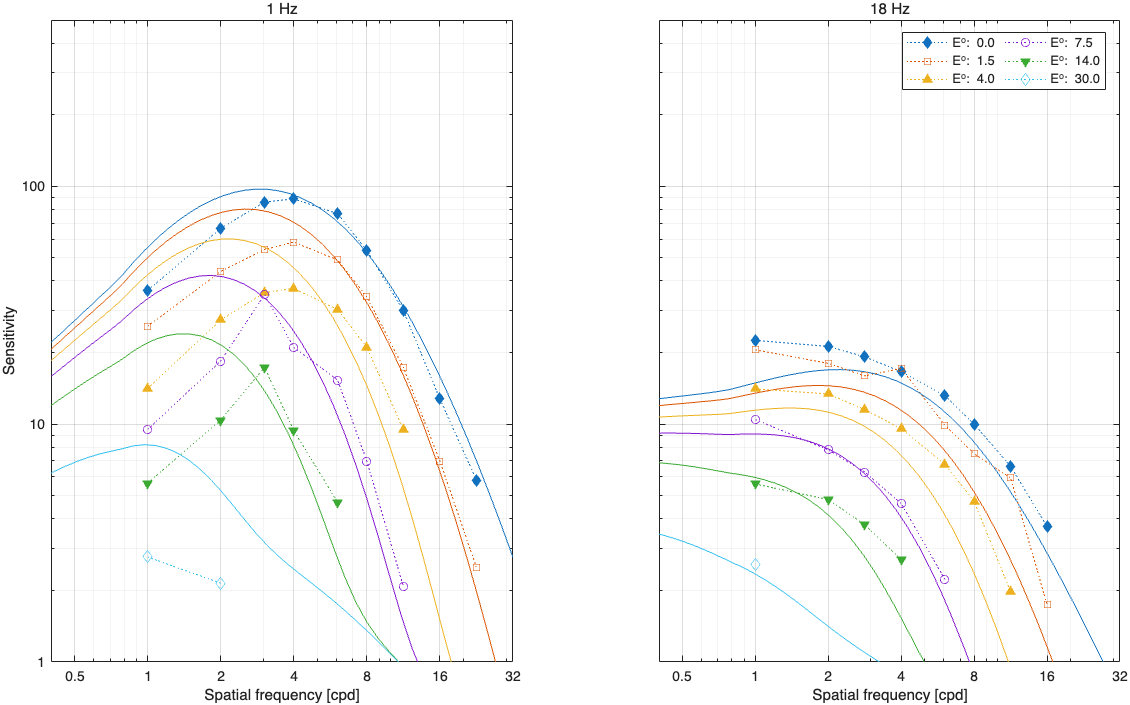 1 Hz
100
10
1
Sensitivity
0.5 1 2 4 8 16 32
Spatial frequency [cpd]
18 Hz
Eº: 0.0 Eº: 7.5
Eº: 1.5 Eº: 14.0
Eº: 4.0 Eº: 30.0
0.5 1 2 4 8 16 32
Spatial frequency [cpd]